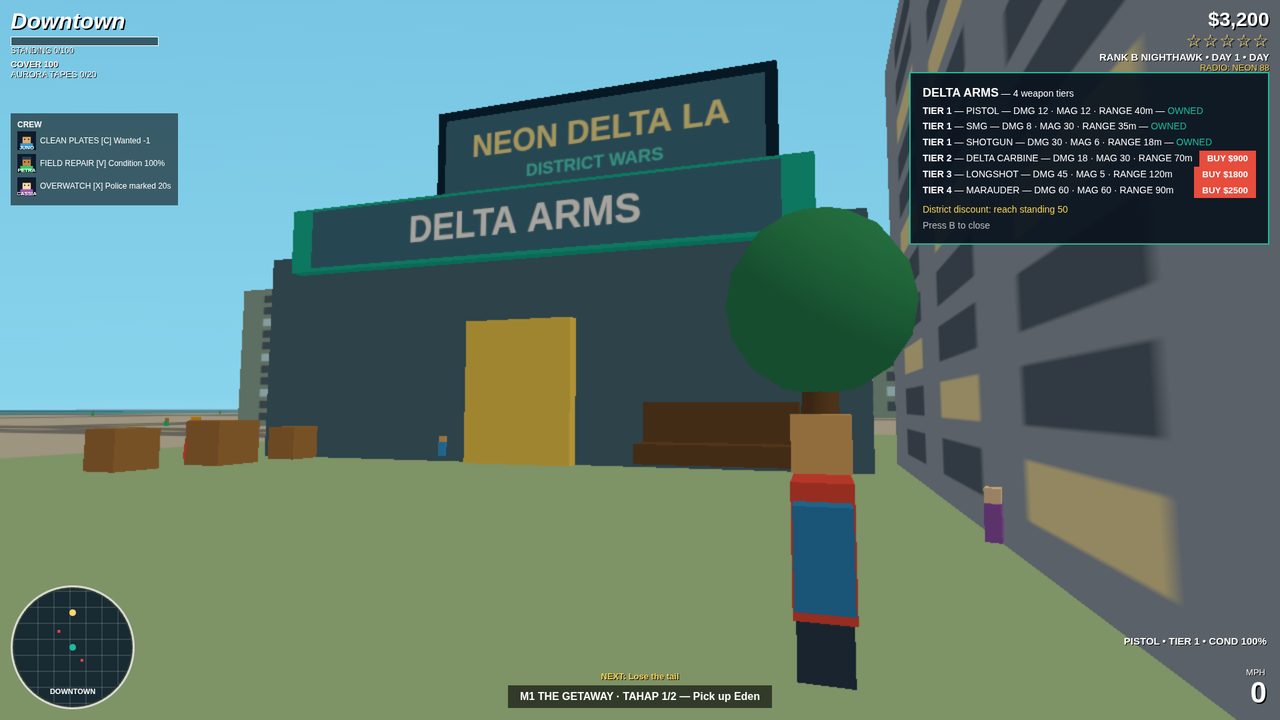 Downtown
STANDING 0/100
COVER 100
AURORA TAPES 0/20
$3,200
☆☆☆☆☆
RANK B NIGHTHAWK • DAY 1 • DAY
RADIO: NEON 88
CREW
JUNO
CLEAN PLATES [C] Wanted -1
PETRA
FIELD REPAIR [V] Condition 100%
CASSIA
OVERWATCH [X] Police marked 20s
DELTA ARMS — 4 weapon tiers
TIER 1 — PISTOL - DMG 12 · MAG 12 · RANGE 40m — OWNED
TIER 1 — SMG - DMG 8 · MAG 30 · RANGE 35m — OWNED
TIER 1 — SHOTGUN - DMG 30 · MAG 6 · RANGE 18m — OWNED
TIER 2 — DELTA CARBINE - DMG 18 · MAG 30 · RANGE 70m BUY $900
TIER 3 — LONGSHOT - DMG 45 · MAG 5 · RANGE 120m BUY $1800
TIER 4 — MARAUDER - DMG 60 · MAG 60 · RANGE 90m BUY $2500
District discount: reach standing 50
Press B to close
NEON DELTA LA
DISTRICT WARS
DELTA ARMS
DOWNTOWN
NEXT: Lose the tail
M1 THE GETAWAY · TAHAP 1/2 — Pick up Eden
PISTOL • TIER 1 • COND 100%
MPH
0